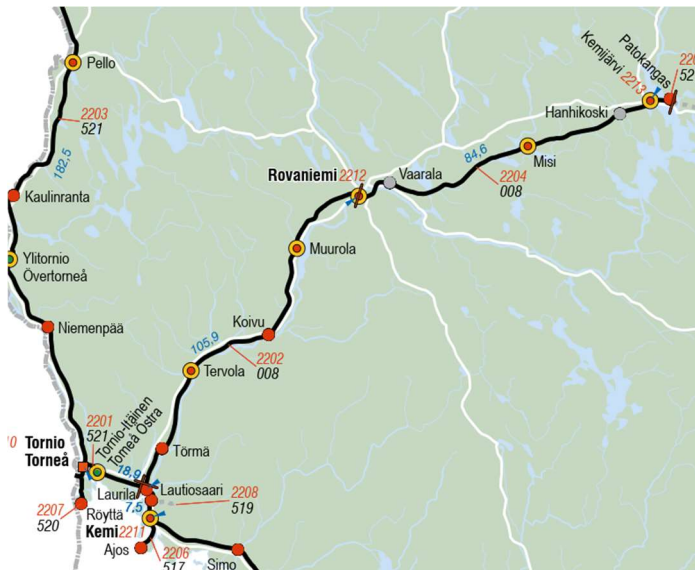 Pello
2203
521
182,5
Kaulinranta
Ylitornio
Övertorneå
Niemenpää
Patokangas
Kemijärvi 2213
Hanhikoski
84,6
Misi
2204
008
Rovaniemi 2212
Vaarala
Muurola
Koivu
105,9
2202
008
Tervola
2201
521
Tornio-Itäinen
Torneå Östra
Tornio
Torneå
Törmä
18,9
Laurila
Lautiosaari
2208
519
7,5
2207
520
Röyttä
Kemi 2211
Ajos
2206
517
Simo